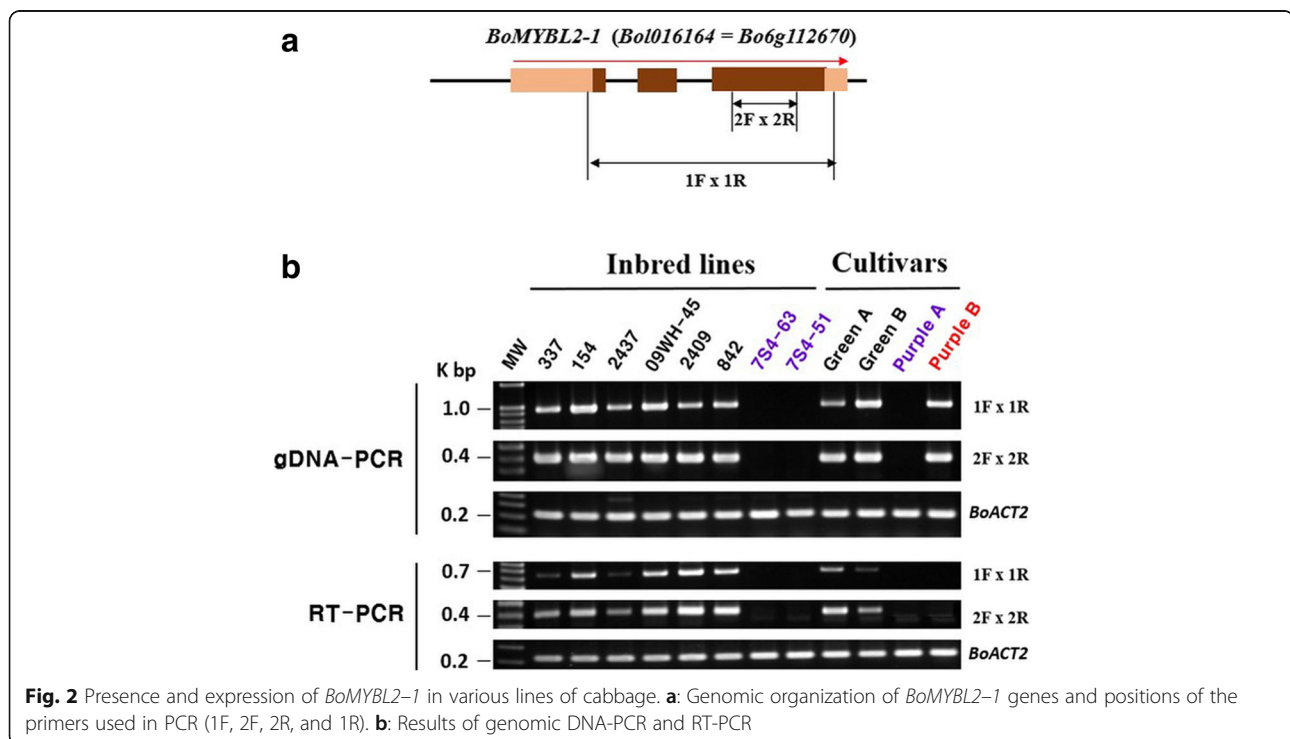 a
BoMYBL2-1 (Bol016164 = Bo6g112670)
2F x 2R
1F x 1R
b
Inbred lines
Cultivars
MW
337
154
2437
09WH-45
2409
842
7S4-63
7S4-51
Green A
Green B
Purple A
Purple B
K bp
gDNA-PCR
1.0
1F x 1R
0.4
2F x 2R
0.2
BoACT2
RT-PCR
0.7
1F x 1R
0.4
2F x 2R
0.2
BoACT2
Fig. 2 Presence and expression of BoMYBL2–1 in various lines of cabbage. a: Genomic organization of BoMYBL2–1 genes and positions of the
primers used in PCR (1F, 2F, 2R, and 1R). b: Results of genomic DNA-PCR and RT-PCR